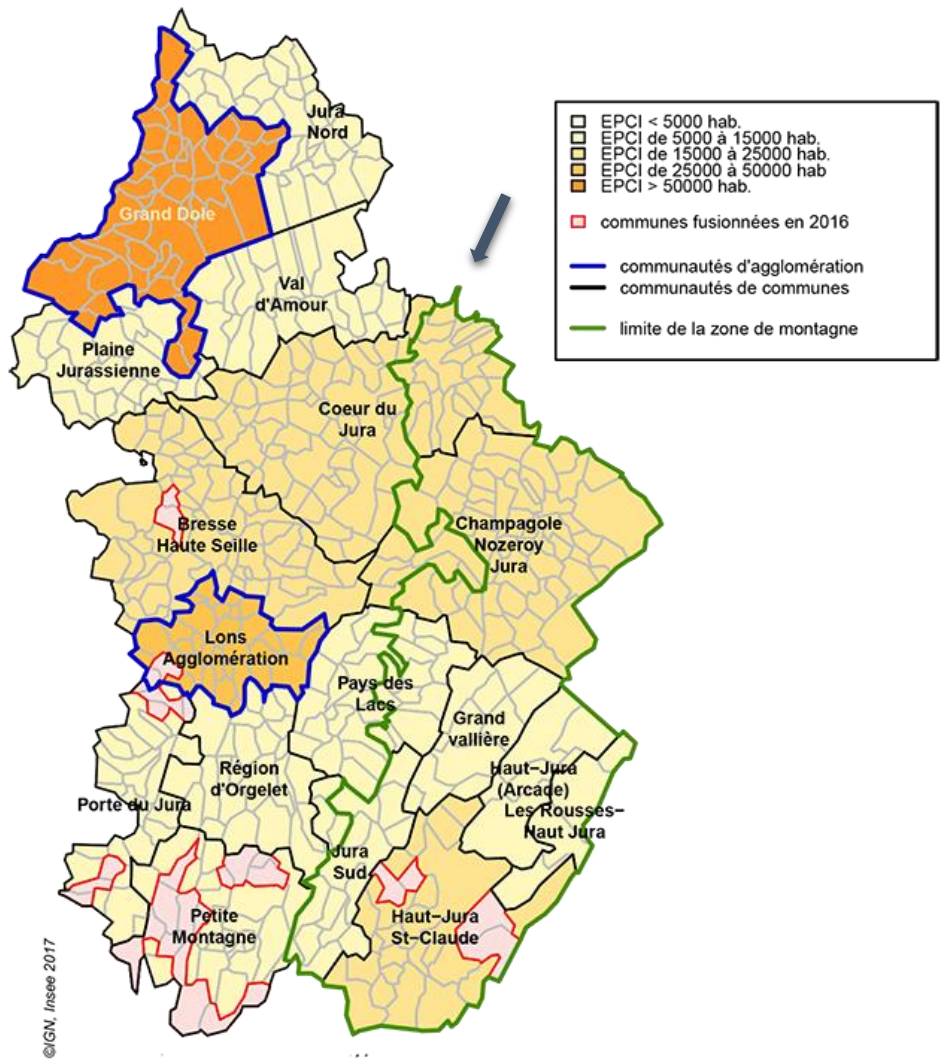 Jura
Nord
EPCI < 5000 hab.
EPCI de 5000 à 15000 hab.
EPCI de 15000 à 25000 hab.
EPCI de 25000 à 50000 hab
EPCI > 50000 hab.
communes fusionnées en 2016
communautés d'agglomération
communautés de communes
limite de la zone de montagne
Grand Dole
Val
d'Amour
Plaine
Jurassienne
Coeur du
Jura
Bresse
Haute Seille
Champagole
Nozeroy
Jura
Lons
Agglomération
Pays des
Lacs
Grand
vallière
Région
d'Orgelet
Haut−Jura
(Arcade)
Les Rousses−
Haut Jura
Porte du Jura
Jura
Sud
Petite
Montagne
Haut−Jura
St−Claude
©IGN, Insee 2017